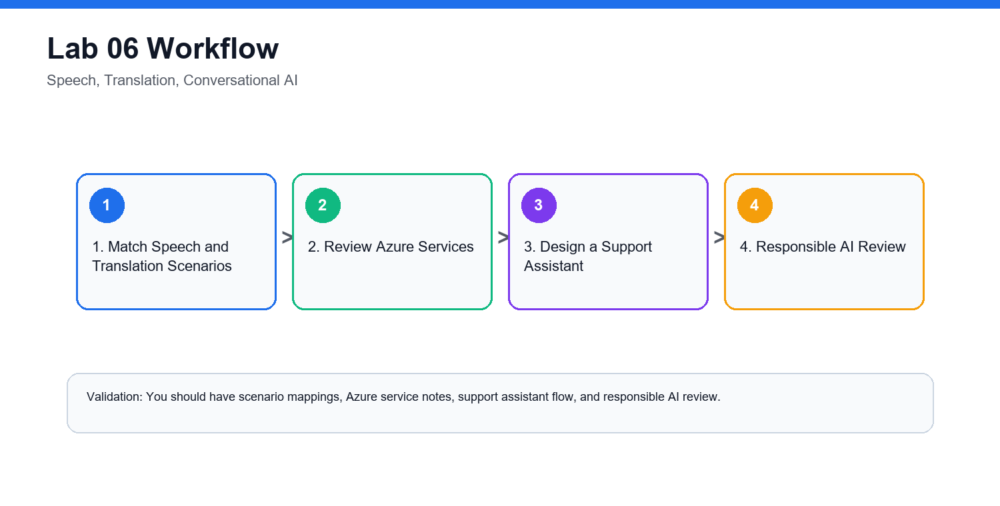 Lab 06 Workflow
Speech, Translation, Conversational AI
1
1. Match Speech and
Translation Scenarios
>
2
2. Review Azure Services
>
3
3. Design a Support
Assistant
>
4
4. Responsible AI Review
Validation: You should have scenario mappings, Azure service notes, support assistant flow, and responsible AI review.